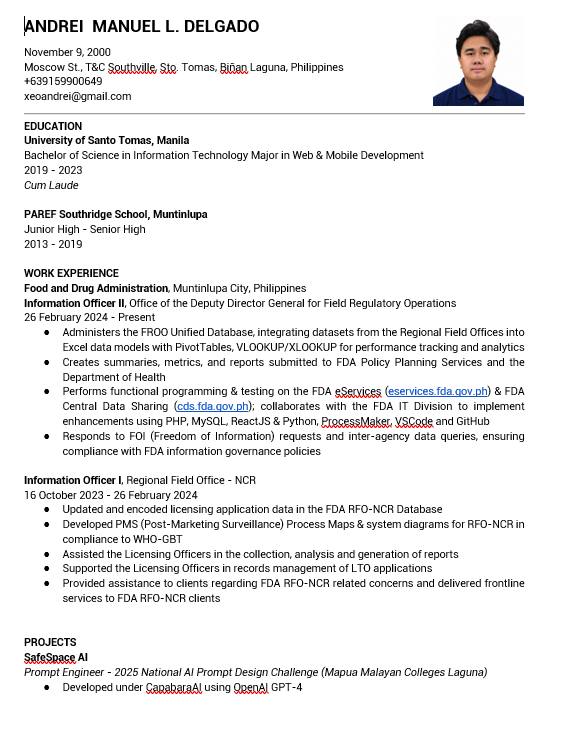 ANDREI  MANUEL L. DELGADO
November 9, 2000
Moscow St., T&C Southville, Sto. Tomas, Biñan Laguna, Philippines
+639159900649
xeoandrei@gmail.com
EDUCATION
University of Santo Tomas, Manila
Bachelor of Science in Information Technology Major in Web & Mobile Development
2019 - 2023
Cum Laude
PAREF Southridge School, Muntinlupa
Junior High - Senior High
2013 - 2019
WORK EXPERIENCE
Food and Drug Administration, Muntinlupa City, Philippines
Information Officer II, Office of the Deputy Director General for Field Regulatory Operations
26 February 2024 - Present
● Administers the FROO Unified Database, integrating datasets from the Regional Field Offices into
Excel data models with PivotTables, VLOOKUP/XLOOKUP for performance tracking and analytics
● Creates summaries, metrics, and reports submitted to FDA Policy Planning Services and the
Department of Health
● Performs functional programming & testing on the FDA eServices (eservices.fda.gov.ph) & FDA
Central Data Sharing (cds.fda.gov.ph); collaborates with the FDA IT Division to implement
enhancements using PHP, MySQL, ReactJS & Python, ProcessMaker, VSCode and GitHub
● Responds to FOI (Freedom of Information) requests and inter-agency data queries, ensuring
compliance with FDA information governance policies
Information Officer I, Regional Field Office - NCR
16 October 2023 - 26 February 2024
● Updated and encoded licensing application data in the FDA RFO-NCR Database
● Developed PMS (Post-Marketing Surveillance) Process Maps & system diagrams for RFO-NCR in
compliance to WHO-GBT
● Assisted the Licensing Officers in the collection, analysis and generation of reports
● Supported the Licensing Officers in records management of LTO applications
● Provided assistance to clients regarding FDA RFO-NCR related concerns and delivered frontline
services to FDA RFO-NCR clients
PROJECTS
SafeSpace AI
Prompt Engineer - 2025 National AI Prompt Design Challenge (Mapua Malayan Colleges Laguna)
● Developed under CapabaraAI using OpenAI GPT-4